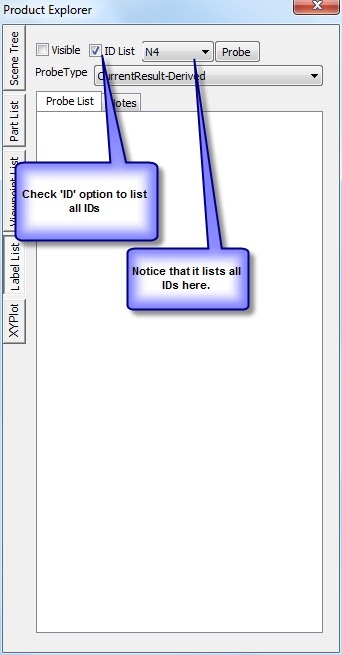 Product Explorer
Visible ID List N4 Probe
ProbeType CurrentResult-Derived
Probe List Notes
Scene Tree
Part List
Viewpoint List
Label List
XYPlot
Check 'ID' option to list
all IDs
Notice that it lists all
IDs here.